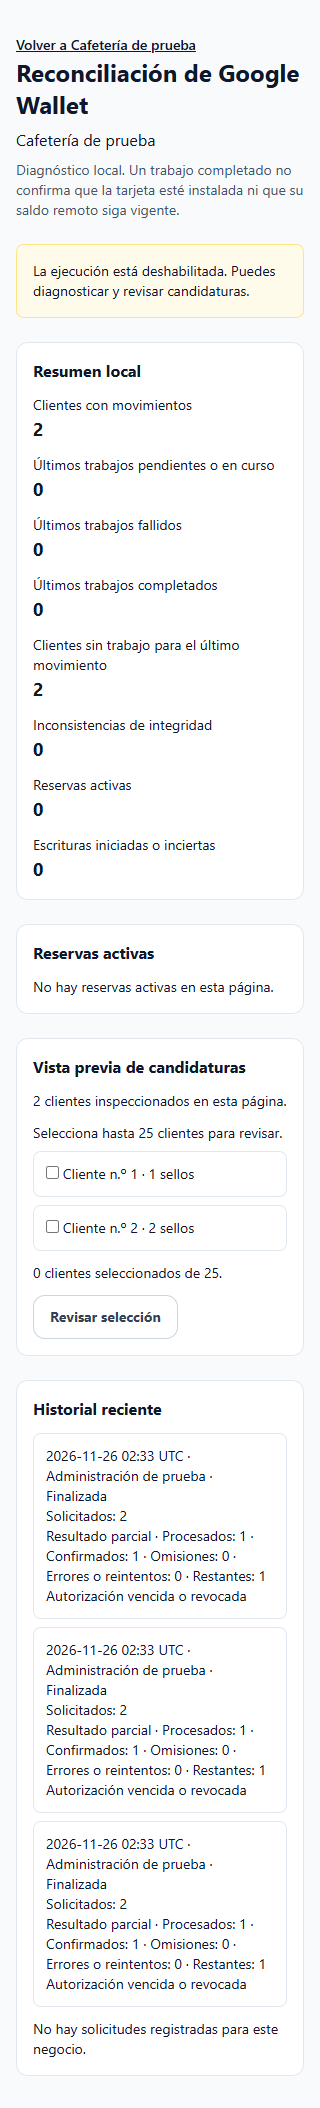 Volver a Cafetería de prueba
Reconciliación de Google
Wallet
Cafetería de prueba
Diagnóstico local. Un trabajo completado no
confirma que la tarjeta esté instalada ni que su
saldo remoto siga vigente.
La ejecución está deshabilitada. Puedes
diagnosticar y revisar candidaturas.
Resumen local
Clientes con movimientos
2
Últimos trabajos pendientes o en curso
0
Últimos trabajos fallidos
0
Últimos trabajos completados
0
Clientes sin trabajo para el último
movimiento
2
Inconsistencias de integridad
0
Reservas activas
0
Escrituras iniciadas o inciertas
0
Reservas activas
No hay reservas activas en esta página.
Vista previa de candidaturas
2 clientes inspeccionados en esta página.
Selecciona hasta 25 clientes para revisar.
Cliente n.º 1 · 1 sellos
Cliente n.º 2 · 2 sellos
0 clientes seleccionados de 25.
Revisar selección
Historial reciente
2026-11-26 02:33 UTC ·
Administración de prueba ·
Finalizada
Solicitados: 2
Resultado parcial · Procesados: 1 ·
Confirmados: 1 · Omisiones: 0 ·
Errores o reintentos: 0 · Restantes: 1
Autorización vencida o revocada
2026-11-26 02:33 UTC ·
Administración de prueba ·
Finalizada
Solicitados: 2
Resultado parcial · Procesados: 1 ·
Confirmados: 1 · Omisiones: 0 ·
Errores o reintentos: 0 · Restantes: 1
Autorización vencida o revocada
2026-11-26 02:33 UTC ·
Administración de prueba ·
Finalizada
Solicitados: 2
Resultado parcial · Procesados: 1 ·
Confirmados: 1 · Omisiones: 0 ·
Errores o reintentos: 0 · Restantes: 1
Autorización vencida o revocada
No hay solicitudes registradas para este
negocio.